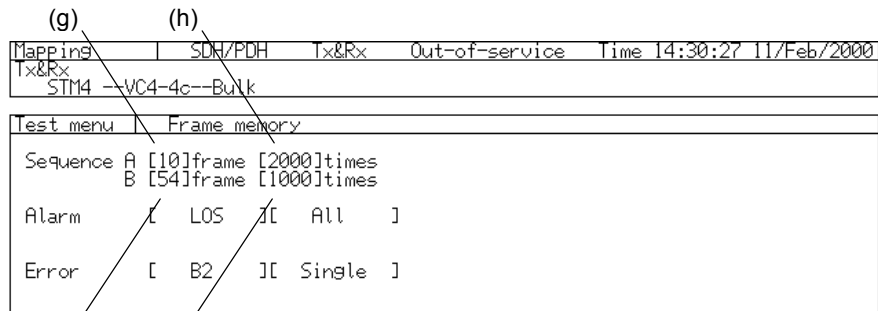 (g) (h)
Mapping SDH/PDH Tx&Rx Out-of-service Time 14:30:27 11/Feb/2000
Tx&Rx
STM4 --VC4-4c--Bulk
Test menu Frame memory
Sequence A [10]frame [2000]times
B [54]frame [1000]times
Alarm [ LOS ][ All ]
Error [ B2 ][ Single ]